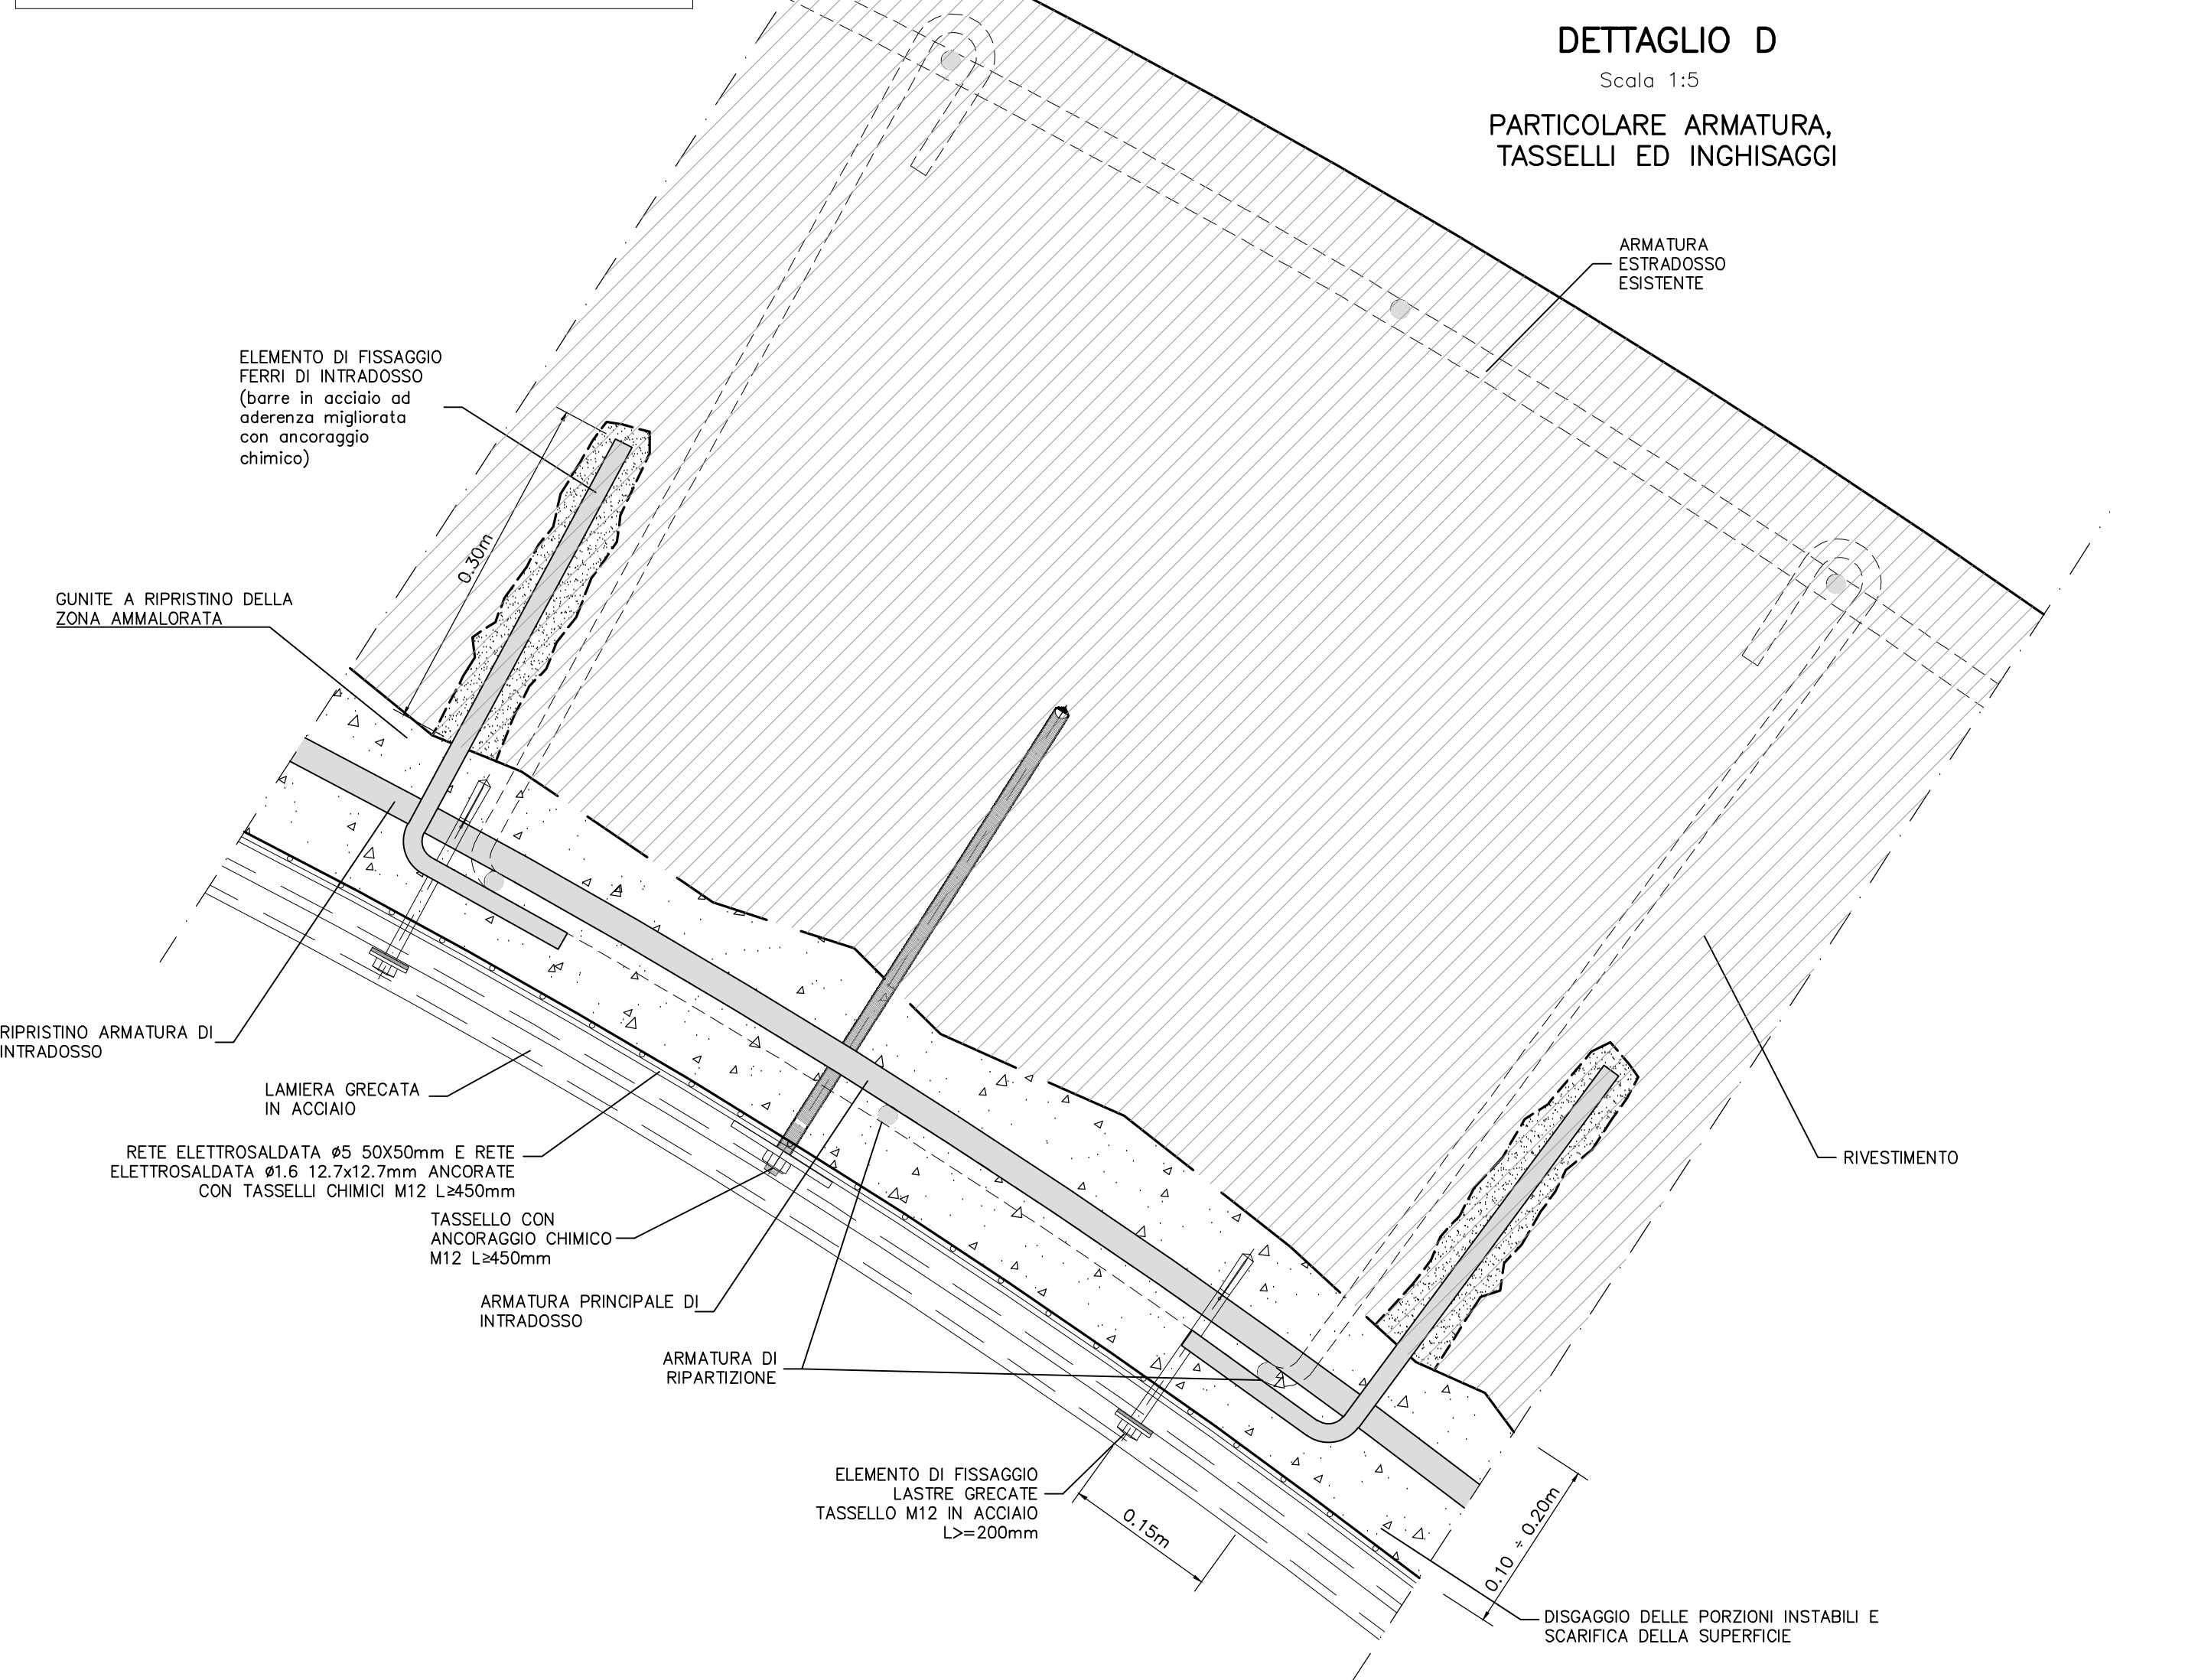 DETTAGLIO D
Scala 1:5
PARTICOLARE ARMATURA,
TASSELLI ED INGHISAGGI
ARMATURA
ESTRADOSSO
ESISTENTE
ELEMENTO DI FISSAGGIO
FERRI DI INTRADOSSO
(barre in acciaio ad
aderenza migliorata
con ancoraggio
chimico)
0.30m
GUNITE A RIPRISTINO DELLA
ZONA AMMALORATA
RIPRISTINO ARMATURA DI
INTRADOSSO
LAMIERA GRECATA
IN ACCIAIO
RETE ELETTROSALDATA ø5 50X50mm E RETE
ELETTROSALDATA ø1.6 12.7x12.7mm ANCORATE
CON TASSELLI CHIMICI M12 L≥450mm
TASSELLO CON
ANCORAGGIO CHIMICO
M12 L≥450mm
ARMATURA PRINCIPALE DI
INTRADOSSO
ARMATURA DI
RIPARTIZIONE
RIVESTIMENTO
ELEMENTO DI FISSAGGIO
LASTRE GRECATE
TASSELLO M12 IN ACCIAIO
L>=200mm
0.15m
0.10 ÷ 0.20m
DISGAGGIO DELLE PORZIONI INSTABILI E
SCARIFICA DELLA SUPERFICIE